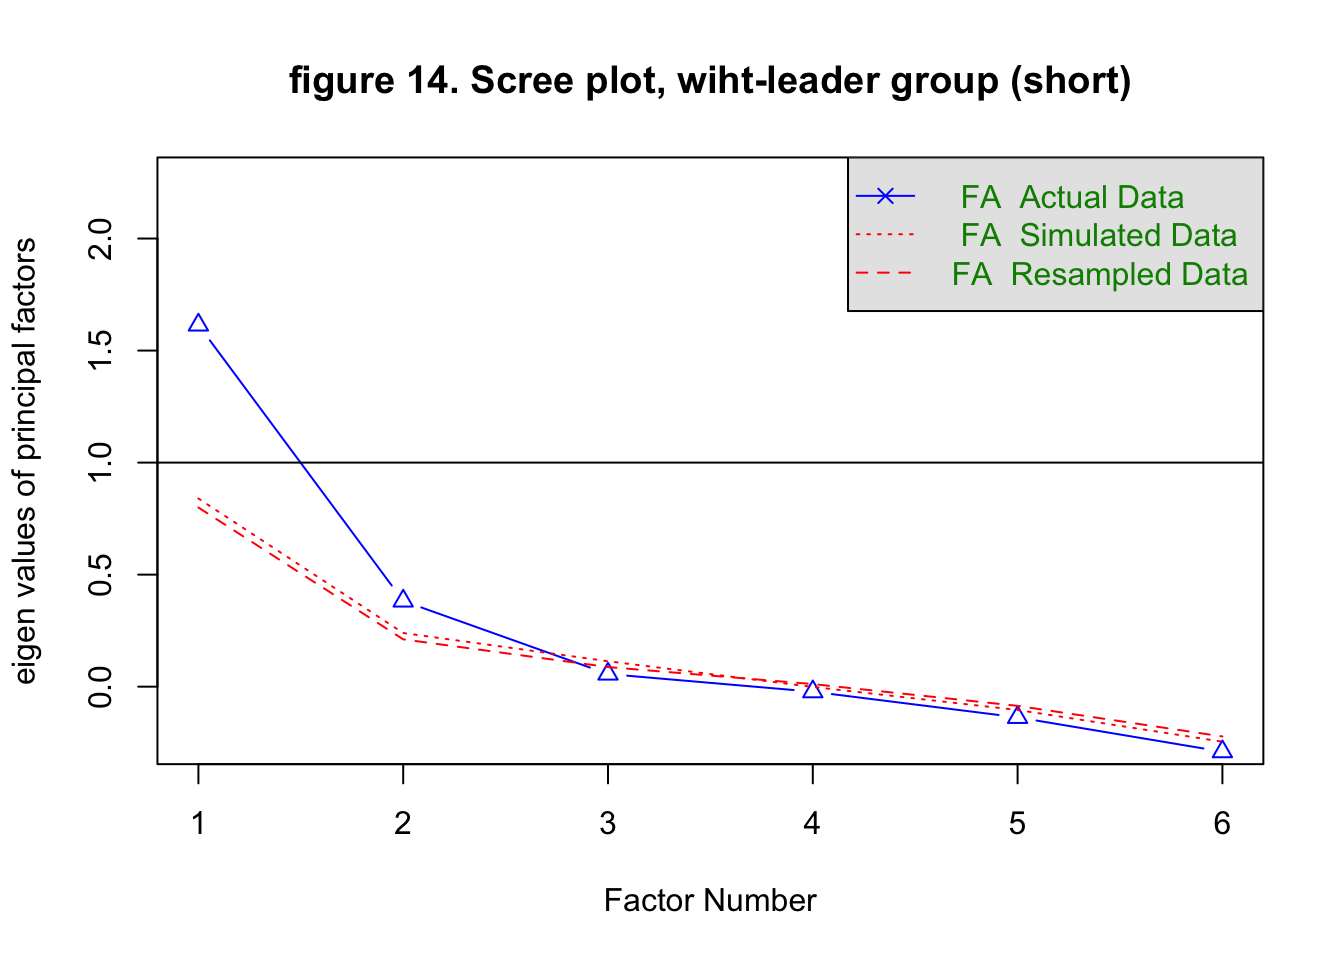 figure 14. Scree plot, wiht-leader group (short)
FA Actual Data
FA Simulated Data
FA Resampled Data
eigen values of principal factors
2.0
1.5
1.0
0.5
0.0
1 2 3 4 5 6
Factor Number